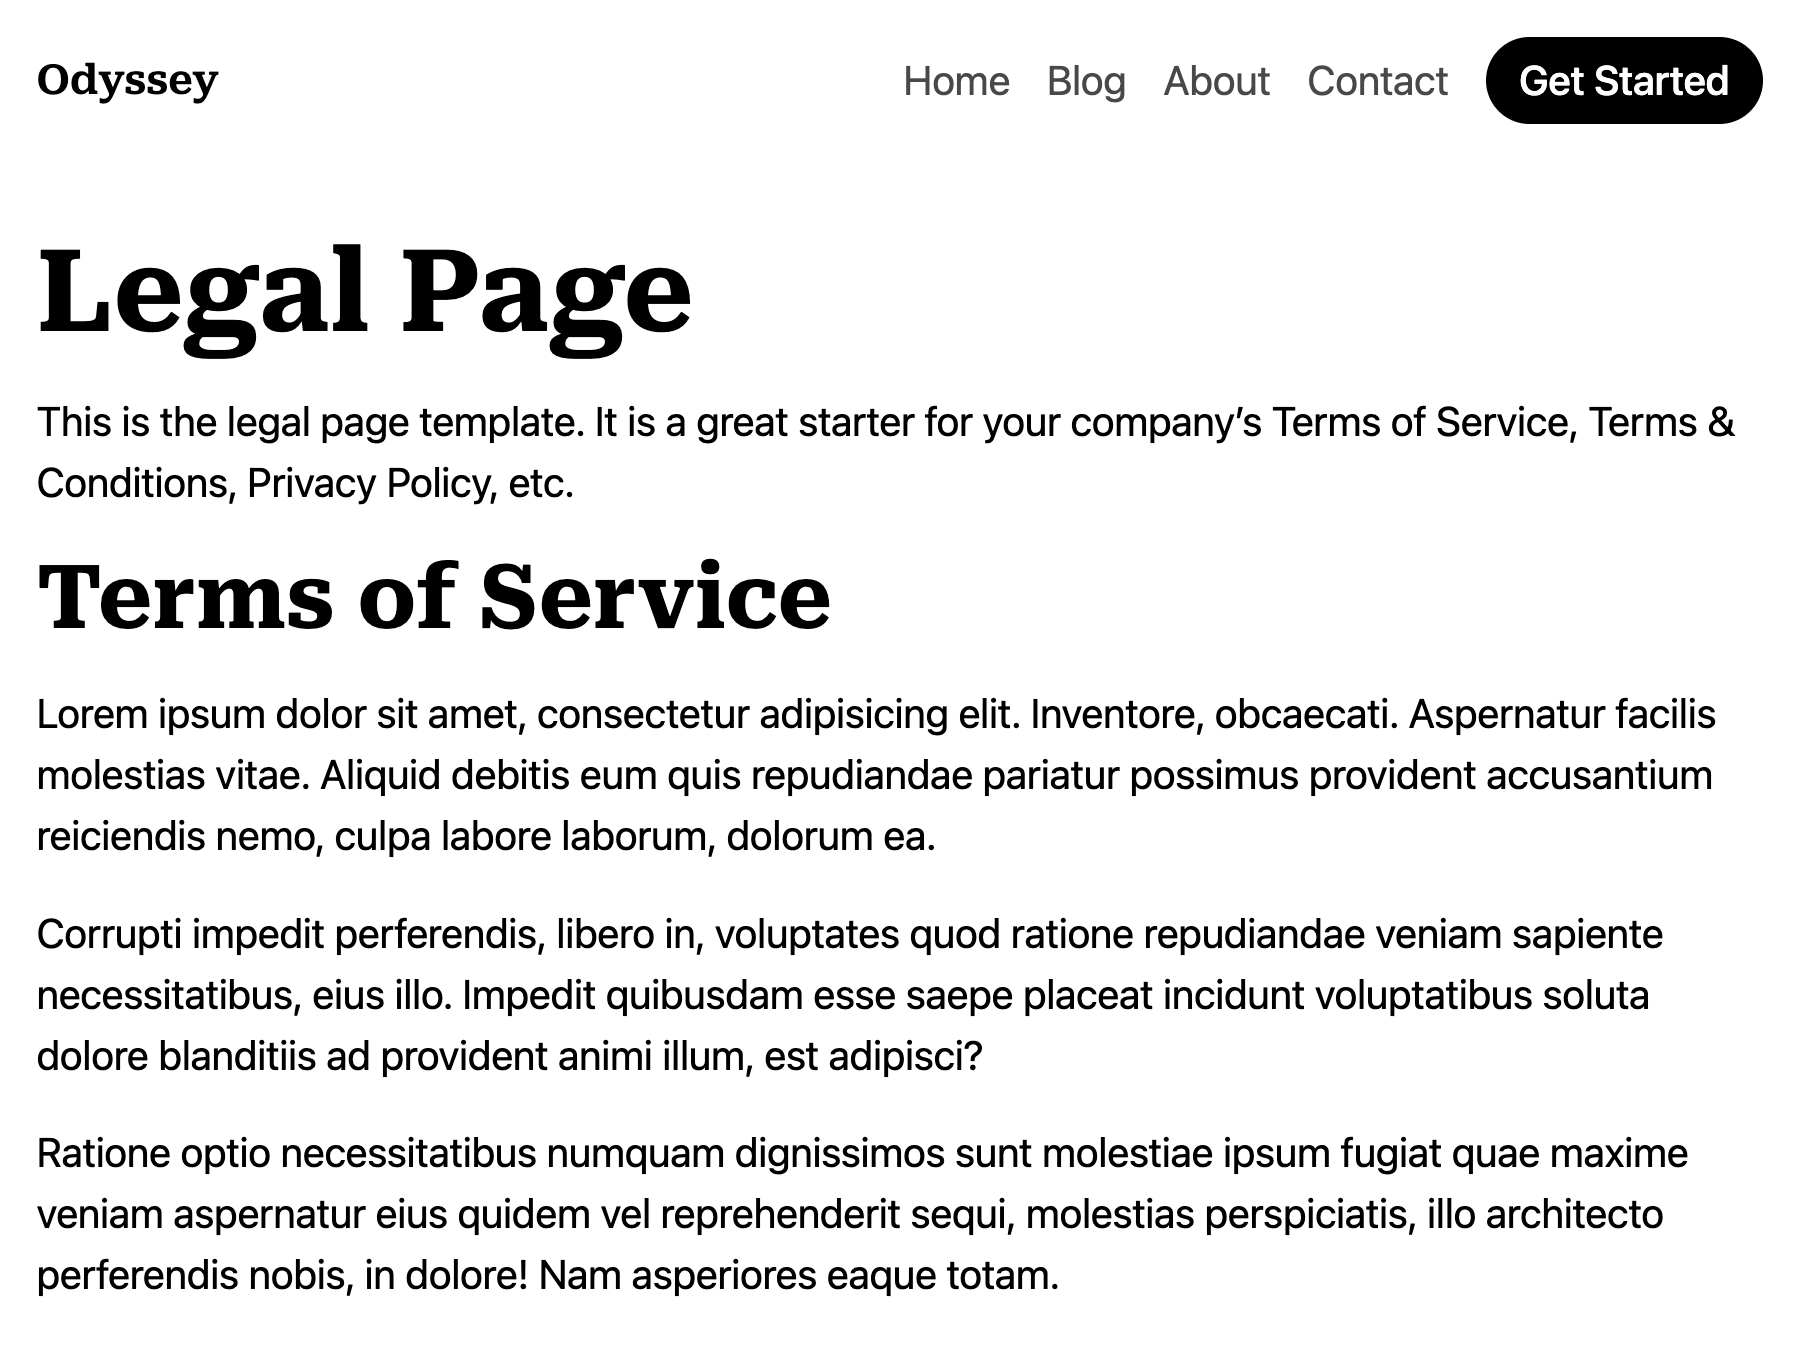 Odyssey
Home Blog About Contact Get Started
Legal Page
This is the legal page template. It is a great starter for your company’s Terms of Service, Terms &
Conditions, Privacy Policy, etc.
Terms of Service
Lorem ipsum dolor sit amet, consectetur adipisicing elit. Inventore, obcaecati. Aspernatur facilis
molestias vitae. Aliquid debitis eum quis repudiandae pariatur possimus provident accusantium
reiciendis nemo, culpa labore laborum, dolorum ea.
Corrupti impedit perferendis, libero in, voluptates quod ratione repudiandae veniam sapiente
necessitatibus, eius illo. Impedit quibusdam esse saepe placeat incidunt voluptatibus soluta
dolore blanditiis ad provident animi illum, est adipisci?
Ratione optio necessitatibus numquam dignissimos sunt molestiae ipsum fugiat quae maxime
veniam aspernatur eius quidem vel reprehenderit sequi, molestias perspiciatis, illo architecto
perferendis nobis, in dolore! Nam asperiores eaque totam.